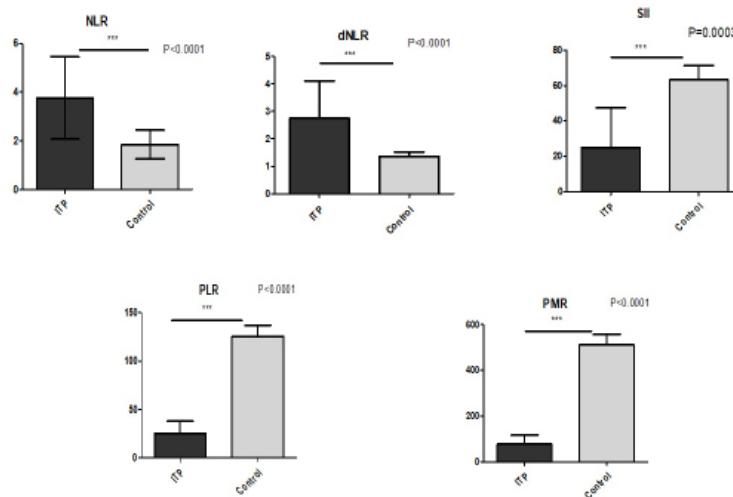 NLR
***
P<0.0001
6
4
2
0
ITP
Control
dNLR
***
P<0.0001
5
4
3
2
1
0
ITP
Control
SII
***
P=0.0003
80
60
40
20
0
ITP
Control
PLR
***
P<0.0001
150
100
50
0
ITP
Control
PMR
***
P<0.0001
600
400
200
0
ITP
Control